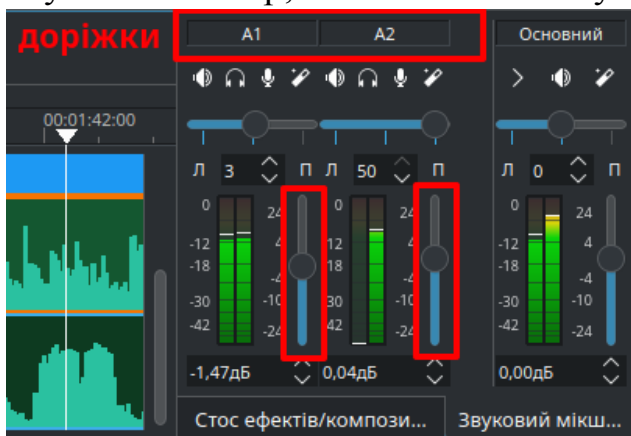 доріжки
A1 A2 Основний
00:01:42:00
Л 3 П Л 50 П Л 0 П
0 24 0 24 0 24
-12 4 12 4 -12 4
-18 18 -18
-4 -4 -4
-30 -10 30 -10 -30 -10
-42 -24 42 -24 -42 -24
-1,47дБ 0,04дБ 0,00дБ
Стос ефектів/компози... Звуковий мікш...